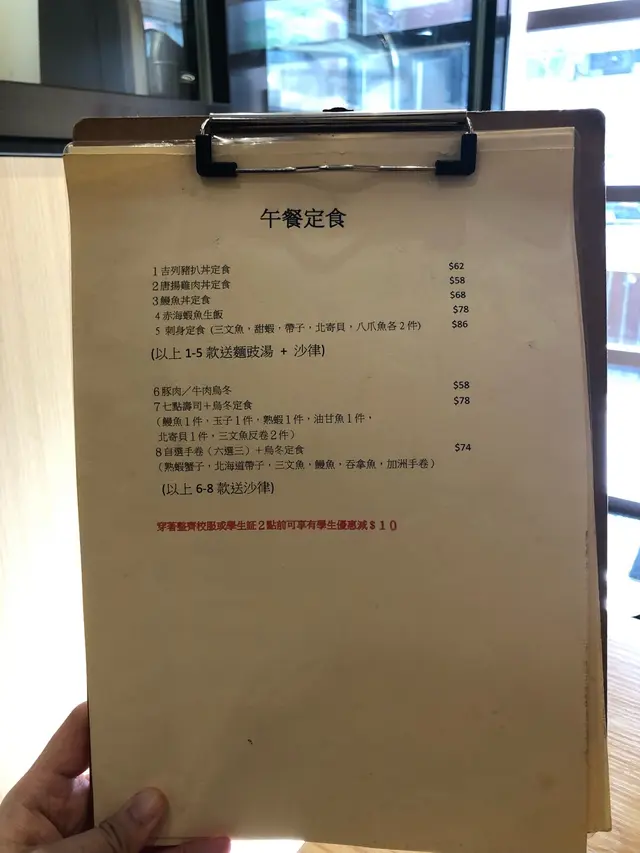 午餐定食
1 吉列豬扒丼定食 $62
2 唐揚雞肉丼定食 $58
3 鰻魚丼定食 $68
4 赤海蝦魚生飯 $78
5 刺身定食 (三文魚，甜蝦，帶子，北寄貝，八爪魚各 2 件) $86
(以上 1-5 款送麵豉湯 + 沙律)
6 豚肉／牛肉烏冬 $58
7 七點壽司＋烏冬定食 $78
（鰻魚 1 件，玉子 1 件，熟蝦 1 件，油甘魚 1 件，
北寄貝 1 件，三文魚反卷 2 件）
8 自選手卷（六選三）＋烏冬定食 $74
（熟蝦蟹子，北海道帶子，三文魚，鰻魚，吞拿魚，加洲手卷）
(以上 6-8 款送沙律)
穿著整齊校服或學生証 2 點前可享有學生優惠減＄１０